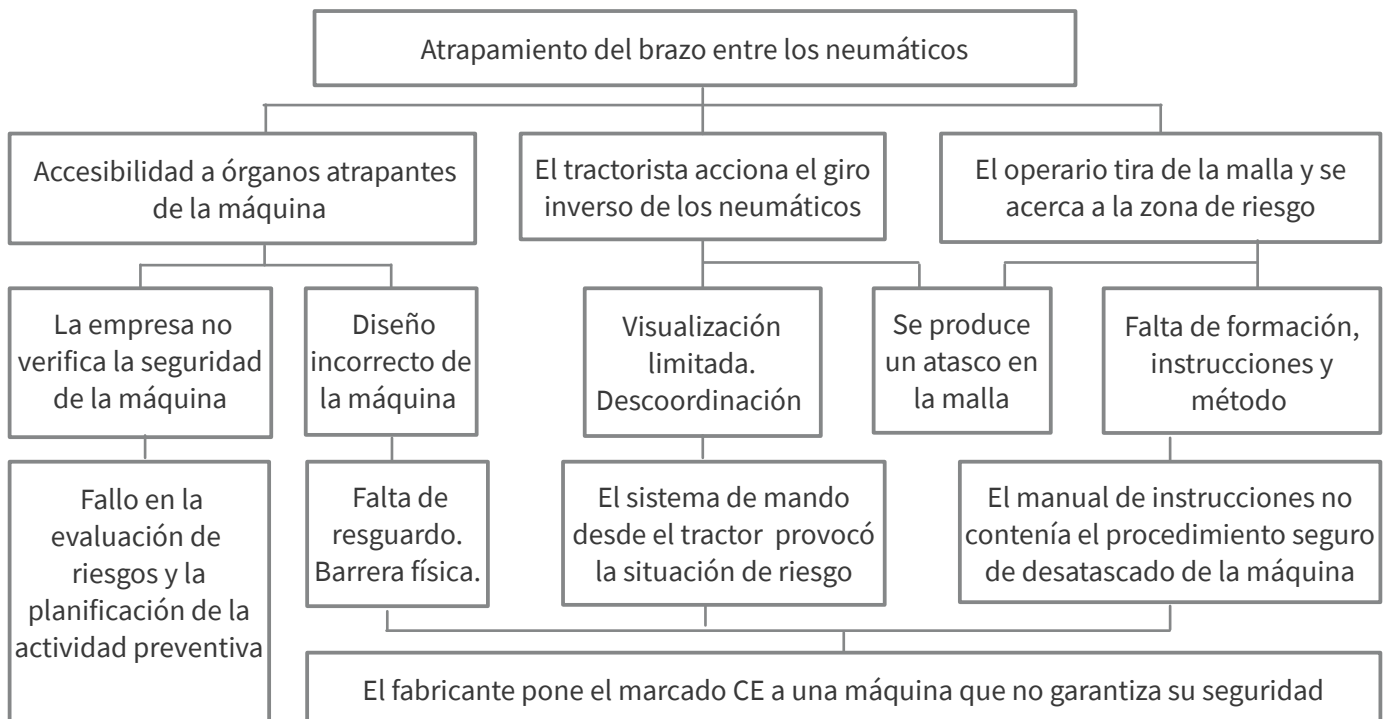 Atrapamiento del brazo entre los neumáticos
Accesibilidad a órganos atrapantes
de la máquina
El tractorista acciona el giro
inverso de los neumáticos
El operario tira de la malla y se
acerca a la zona de riesgo
La empresa no
verifica la seguridad
de la máquina
Diseño
incorrecto de
la máquina
Visualización
limitada.
Descoordinación
Se produce
un atasco en
la malla
Falta de formación,
instrucciones y
método
Fallo en la
evaluación de
riesgos y la
planificación de la
actividad preventiva
Falta de
resguardo.
Barrera física.
El sistema de mando
desde el tractor provocó
la situación de riesgo
El manual de instrucciones no
contenía el procedimiento seguro
de desatascado de la máquina
El fabricante pone el marcado CE a una máquina que no garantiza su seguridad